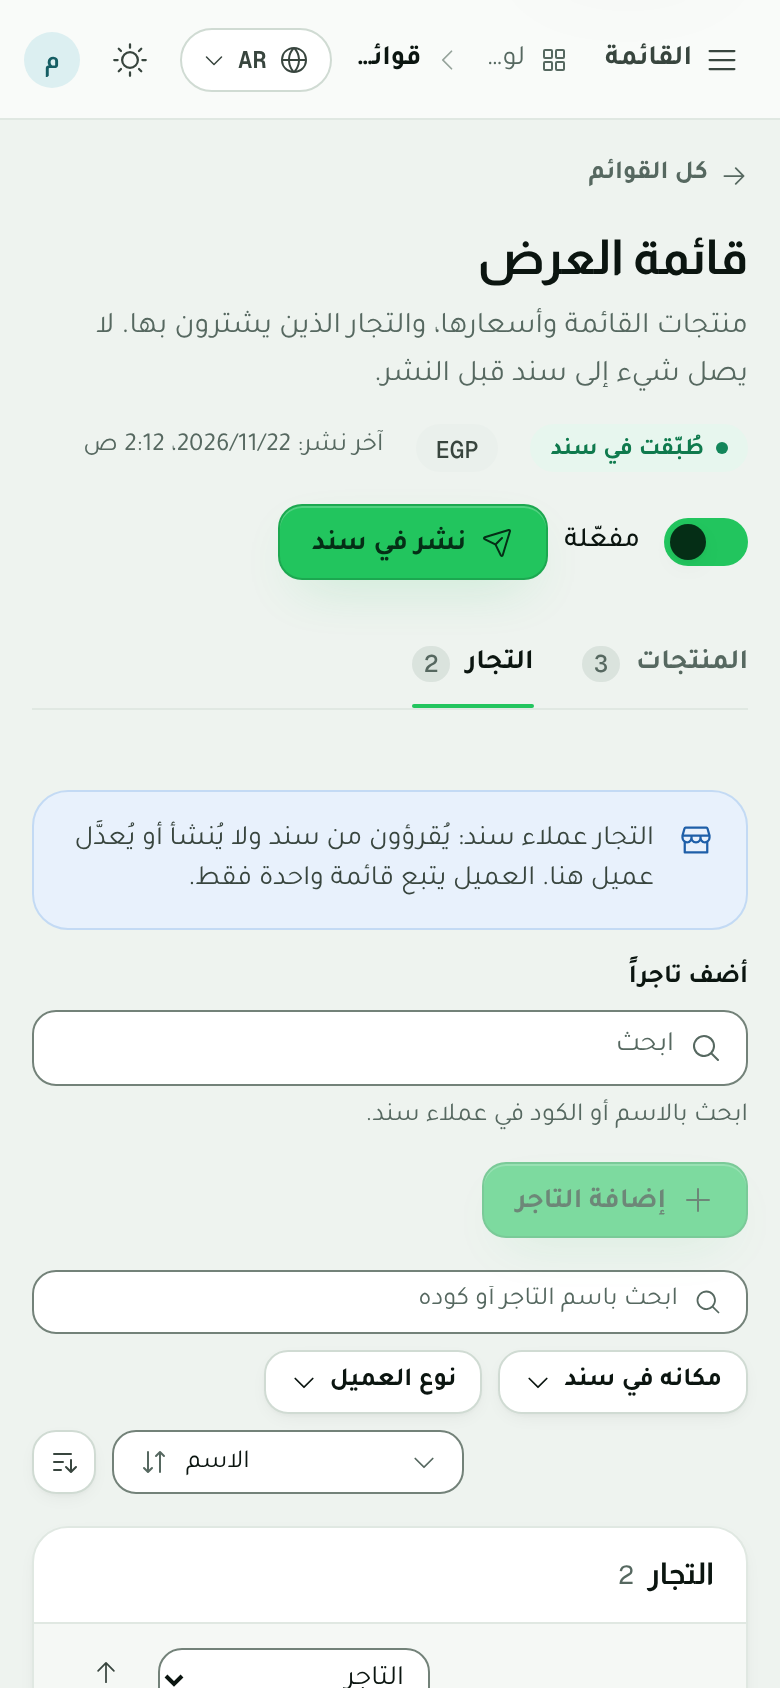 القائمة
لو...
قوائـ...
AR
م
كل القوائم
قائمة العرض
منتجات القائمة وأسعارها، والتجار الذين يشترون بها. لا
يصل شيء إلى سند قبل النشر.
طُبّقت في سند
EGP
آخر نشر: 2026/11/22، 2:12 ص
مفعّلة
نشر في سند
المنتجات 3
التجار 2
التجار عملاء سند: يُقرؤون من سند ولا يُنشأ أو يُعدَّل
عميل هنا. العميل يتبع قائمة واحدة فقط.
أضف تاجراً
ابحث
ابحث بالاسم أو الكود في عملاء سند.
إضافة التاجر
ابحث باسم التاجر أو كوده
مكانه في سند
نوع العميل
الاسم
التجار 2
التاجر